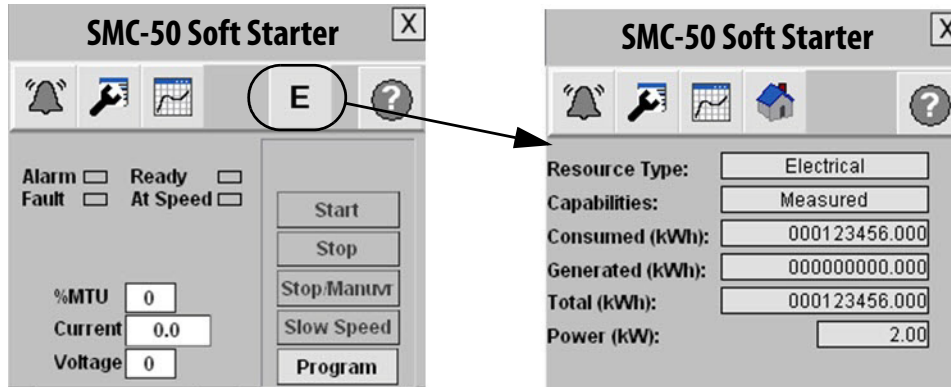 SMC-50 Soft Starter
X
E
?
Alarm
Ready
Fault
At Speed
Start
Stop
Stop/Manuvr
Slow Speed
Program
%MTU 0
Current 0.0
Voltage 0
SMC-50 Soft Starter
X
?
Resource Type: Electrical
Capabilities: Measured
Consumed (kWh): 000123456.000
Generated (kWh): 000000000.000
Total (kWh): 000123456.000
Power (kW): 2.00